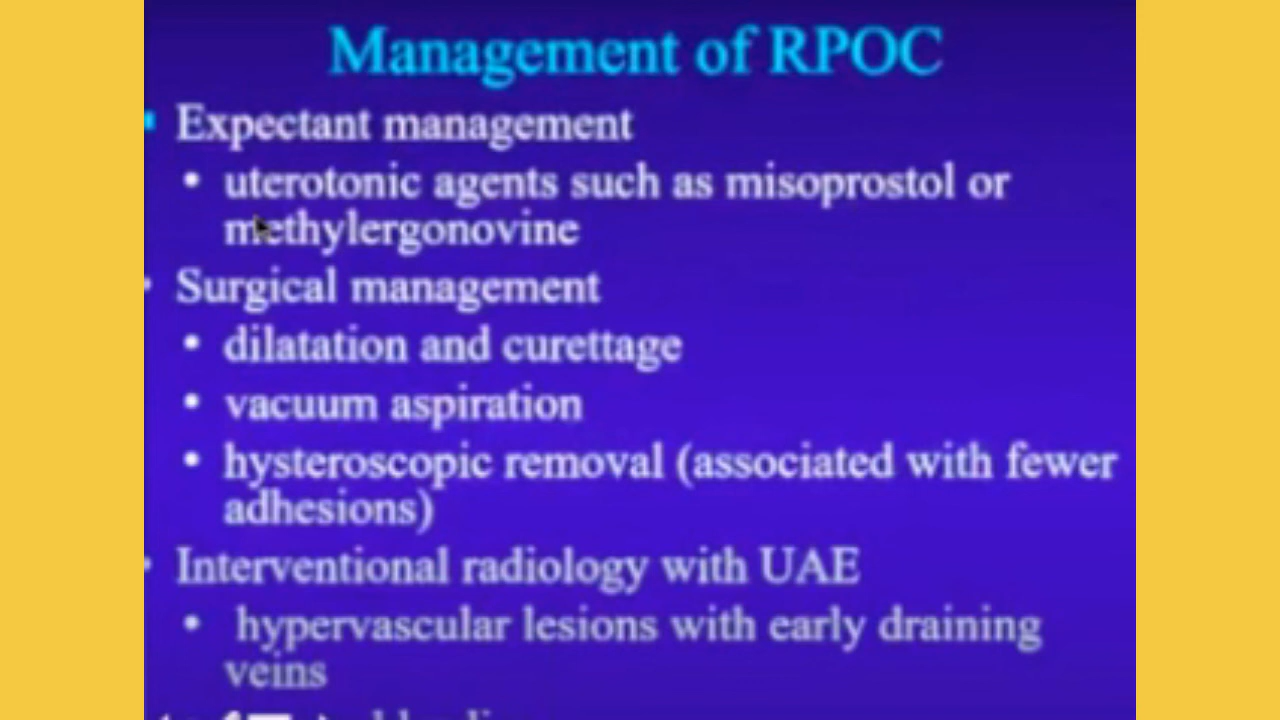 Management of RPOC
Expectant management
• uterotonic agents such as misoprostol or
methylergonovine
Surgical management
• dilatation and curettage
• vacuum aspiration
• hysteroscopic removal (associated with fewer
adhesions)
Interventional radiology with UAE
• hypervascular lesions with early draining
veins